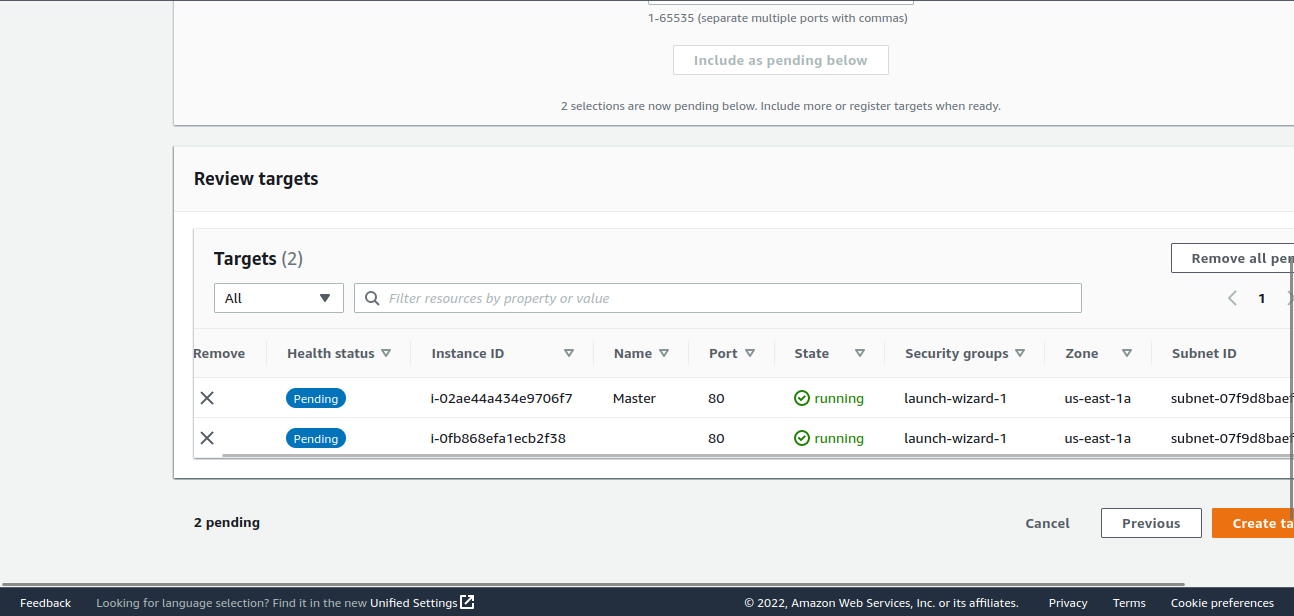 1-65535 (separate multiple ports with commas)
Include as pending below
2 selections are now pending below. Include more or register targets when ready.
Review targets
Targets (2)
Remove all pen
All
Filter resources by property or value
1
Remove Health status Instance ID Name Port State Security groups Zone Subnet ID
Pending i-02ae44a434e9706f7 Master 80 running launch-wizard-1 us-east-1a subnet-07f9d8baef
Pending i-0fb868efa1ecb2f38 80 running launch-wizard-1 us-east-1a subnet-07f9d8baef
2 pending
Cancel Previous Create ta
Feedback Looking for language selection? Find it in the new Unified Settings © 2022, Amazon Web Services, Inc. or its affiliates. Privacy Terms Cookie preferences